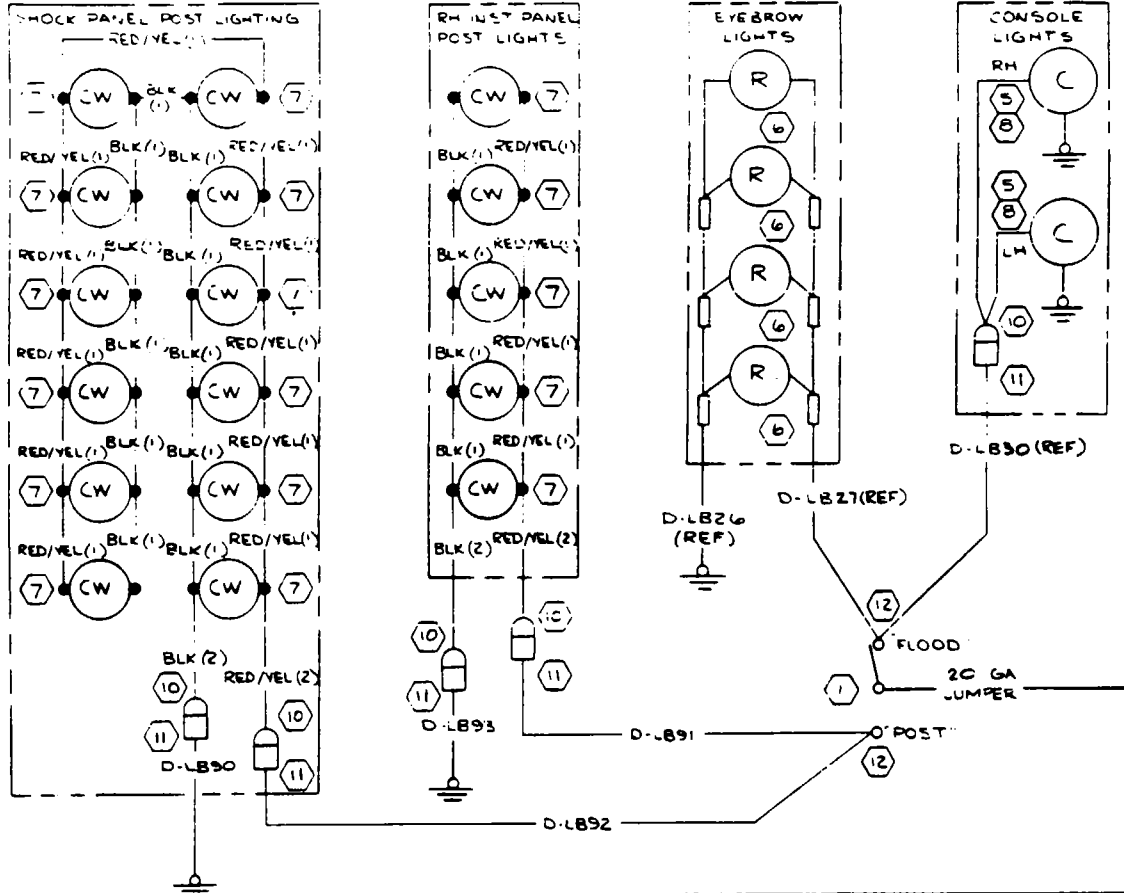 SHOCK PANEL POST LIGHTING
RED/YEL(1)
CW BLK (1) CW 7
RED/YEL(1) BLK(1) BLK(1) RED/YEL(1)
7 CW CW 7
RED/YEL(1) BLK(1) BLK(1) RED/YEL(1)
7 CW CW 7
RED/YEL(1) BLK(1) BLK(1) RED/YEL(1)
7 CW CW 7
RED/YEL(1) BLK(1) BLK(1) RED/YEL(1)
7 CW CW 7
RED/YEL(1) BLK(1) BLK(1) RED/YEL(1)
7 CW CW 7
BLK(2)
10
RED/YEL(2)
10
11
D-LB90
11
RH INST PANEL
POST LIGHTS
CW 7
BLK(1) RED/YEL(1)
CW 7
BLK(1) RED/YEL(1)
CW 7
BLK(1) RED/YEL(1)
CW 7
BLK(1) RED/YEL(1)
CW 7
BLK(2) RED/YEL(2)
10
10
11
11
D-LB93
D-LB91
D-LB92
EYEBROW
LIGHTS
R
6
R
6
R
6
R
6
D-LB26
(REF)
D-LB27(REF)
CONSOLE
LIGHTS
RH
C
5
8
5
8
C
LH
10
11
D-LB30(REF)
12
"FLOOD"
1
20 GA
JUMPER
"POST"
12